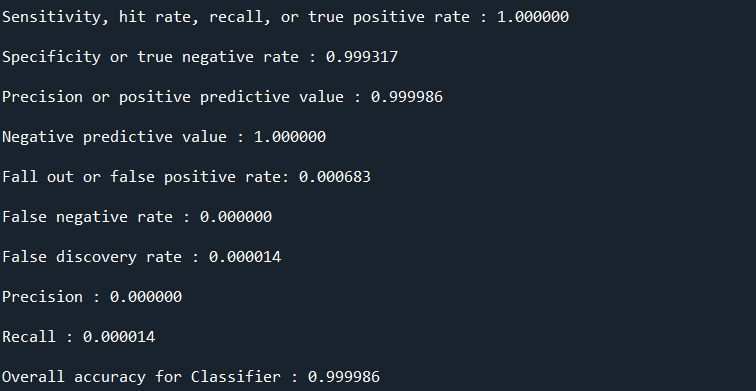 Sensitivity, hit rate, recall, or true positive rate : 1.000000
Specificity or true negative rate : 0.999317
Precision or positive predictive value : 0.999986
Negative predictive value : 1.000000
Fall out or false positive rate: 0.000683
False negative rate : 0.000000
False discovery rate : 0.000014
Precision : 0.000000
Recall : 0.000014
Overall accuracy for Classifier : 0.999986